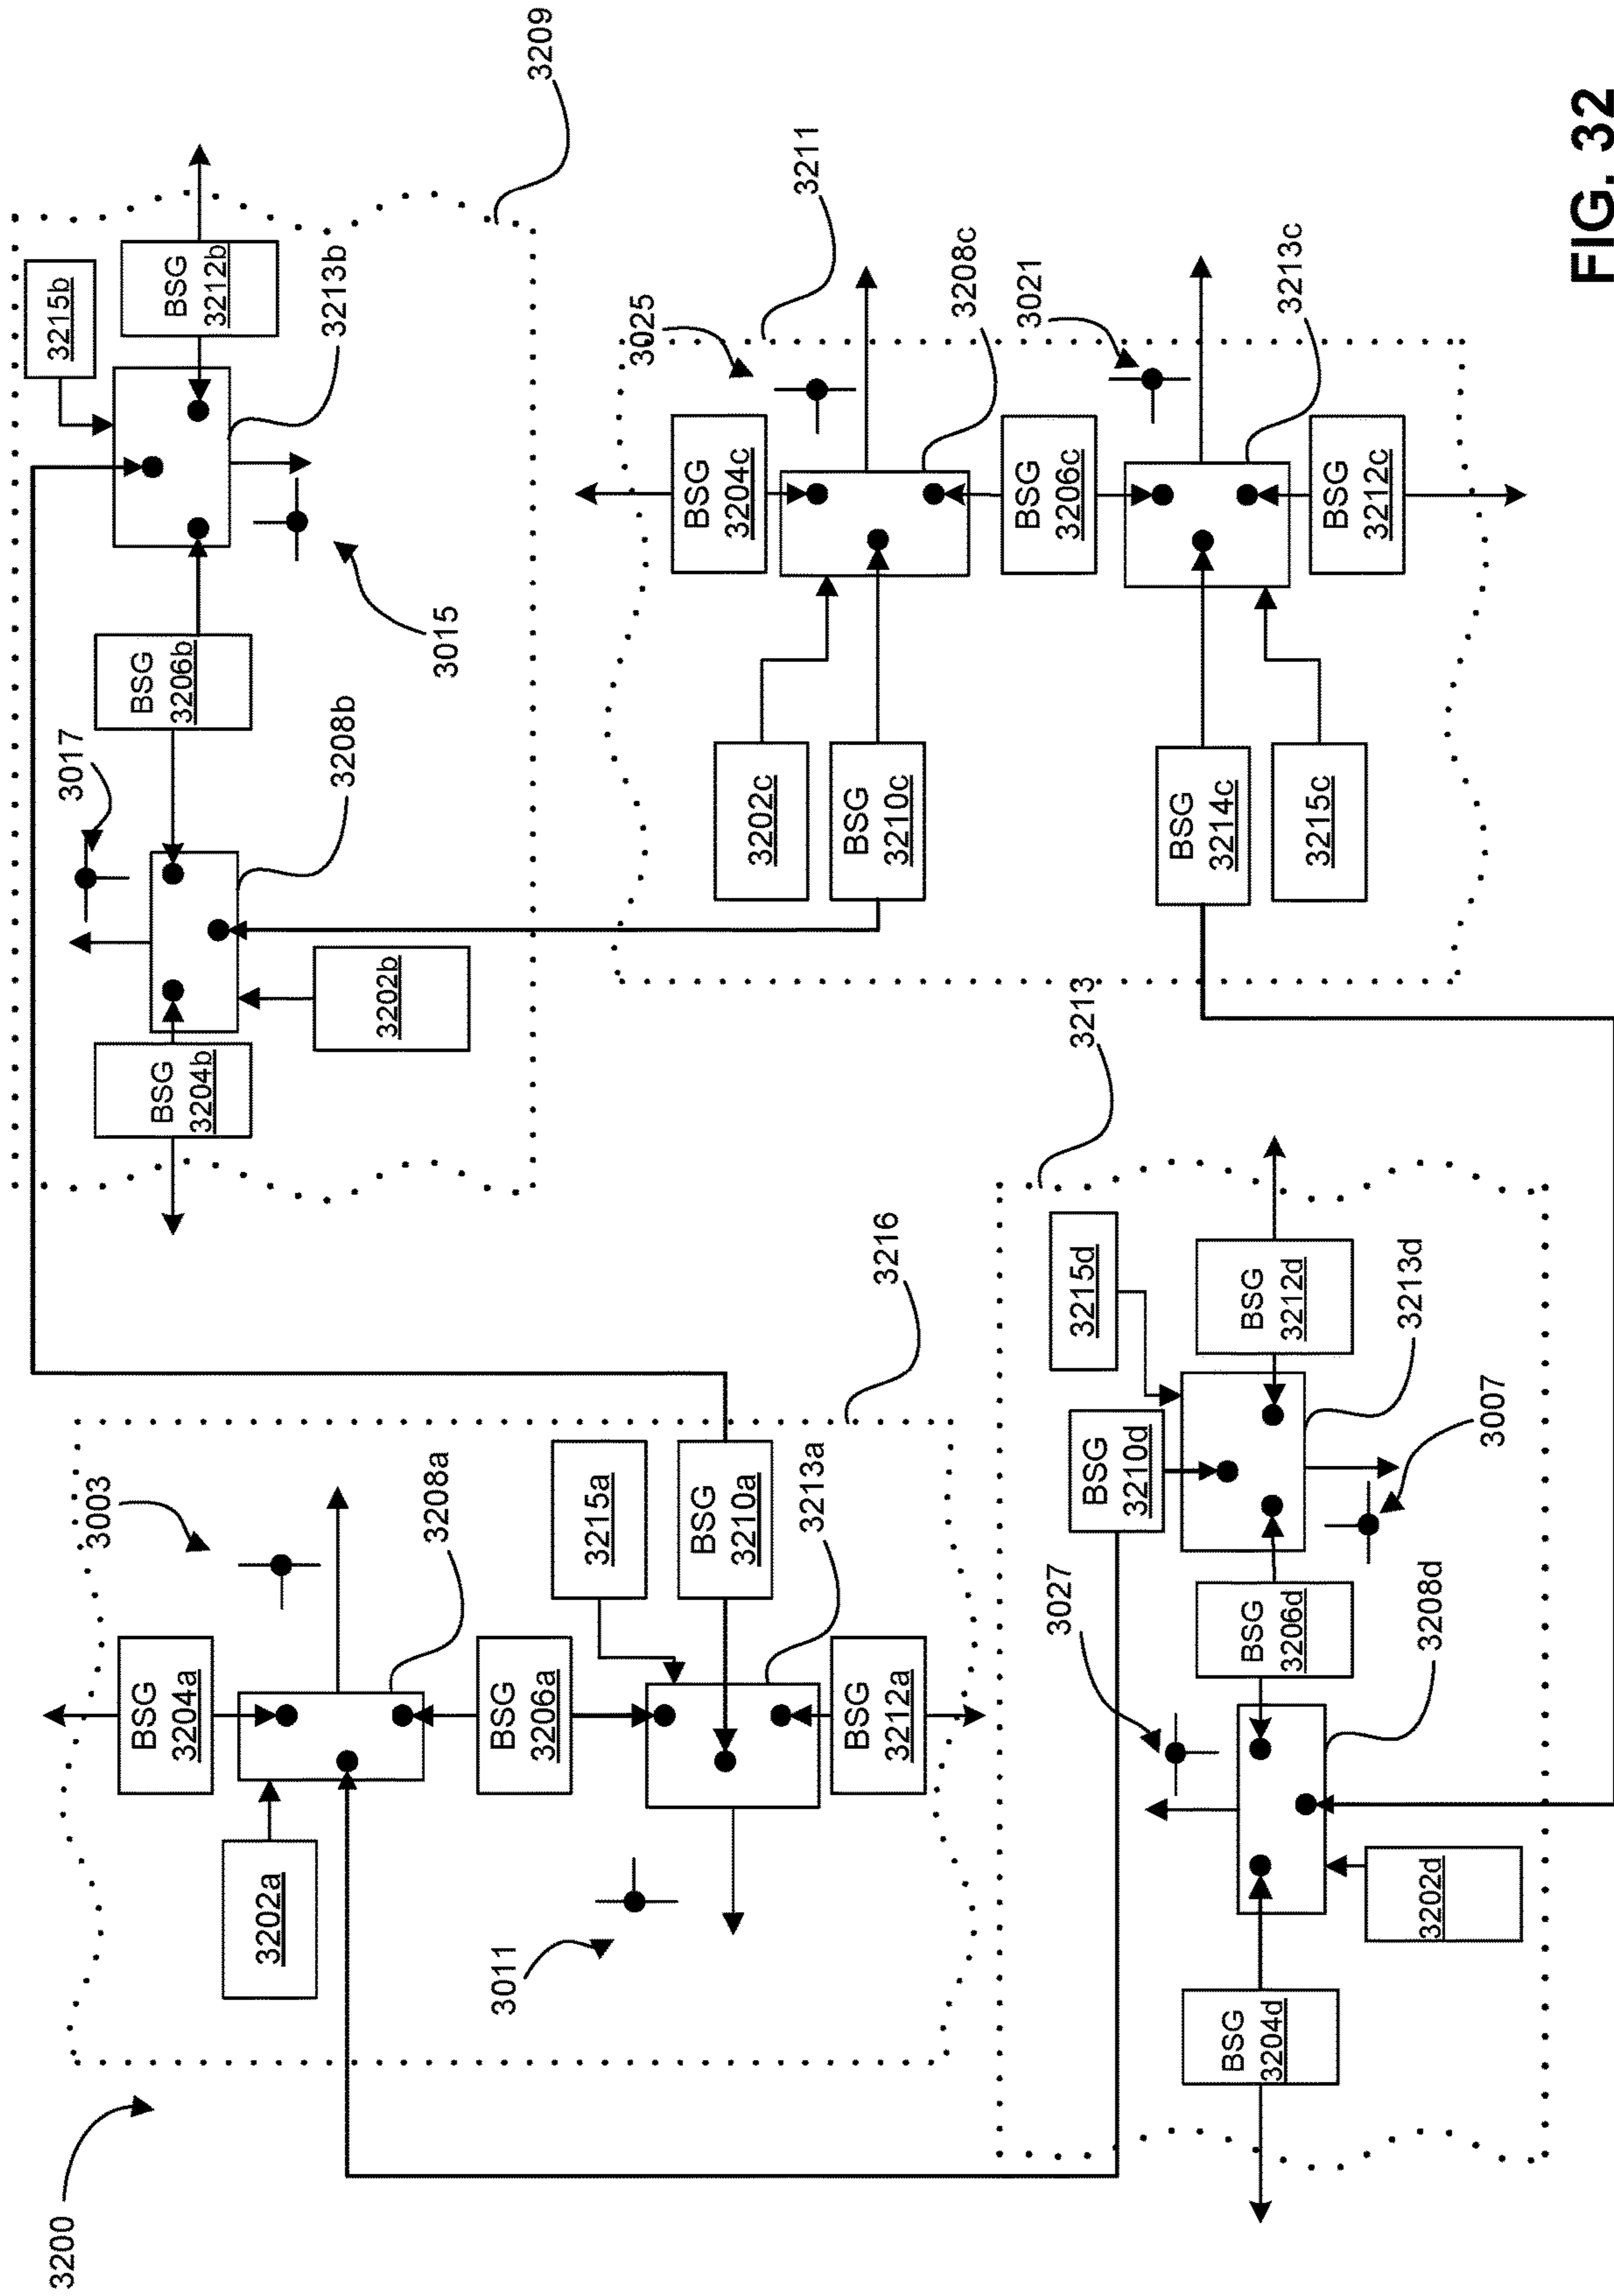 3200
3216
3003
3202a
BSG
3204a
3208a
BSG
3206a
3011
3215a
BSG
3210a
3213a
BSG
3212a
3209
3017
BSG
3204b
3208b
3202b
BSG
3206b
3015
3215b
BSG
3212b
3213b
3213
3027
BSG
3204d
3202d
3208d
BSG
3206d
BSG
3210d
3215d
3007
BSG
3212d
3213d
3211
3025
BSG
3204c
3202c
BSG
3210c
3208c
BSG
3206c
3021
BSG
3214c
3215c
3213c
BSG
3212c
FIG. 32